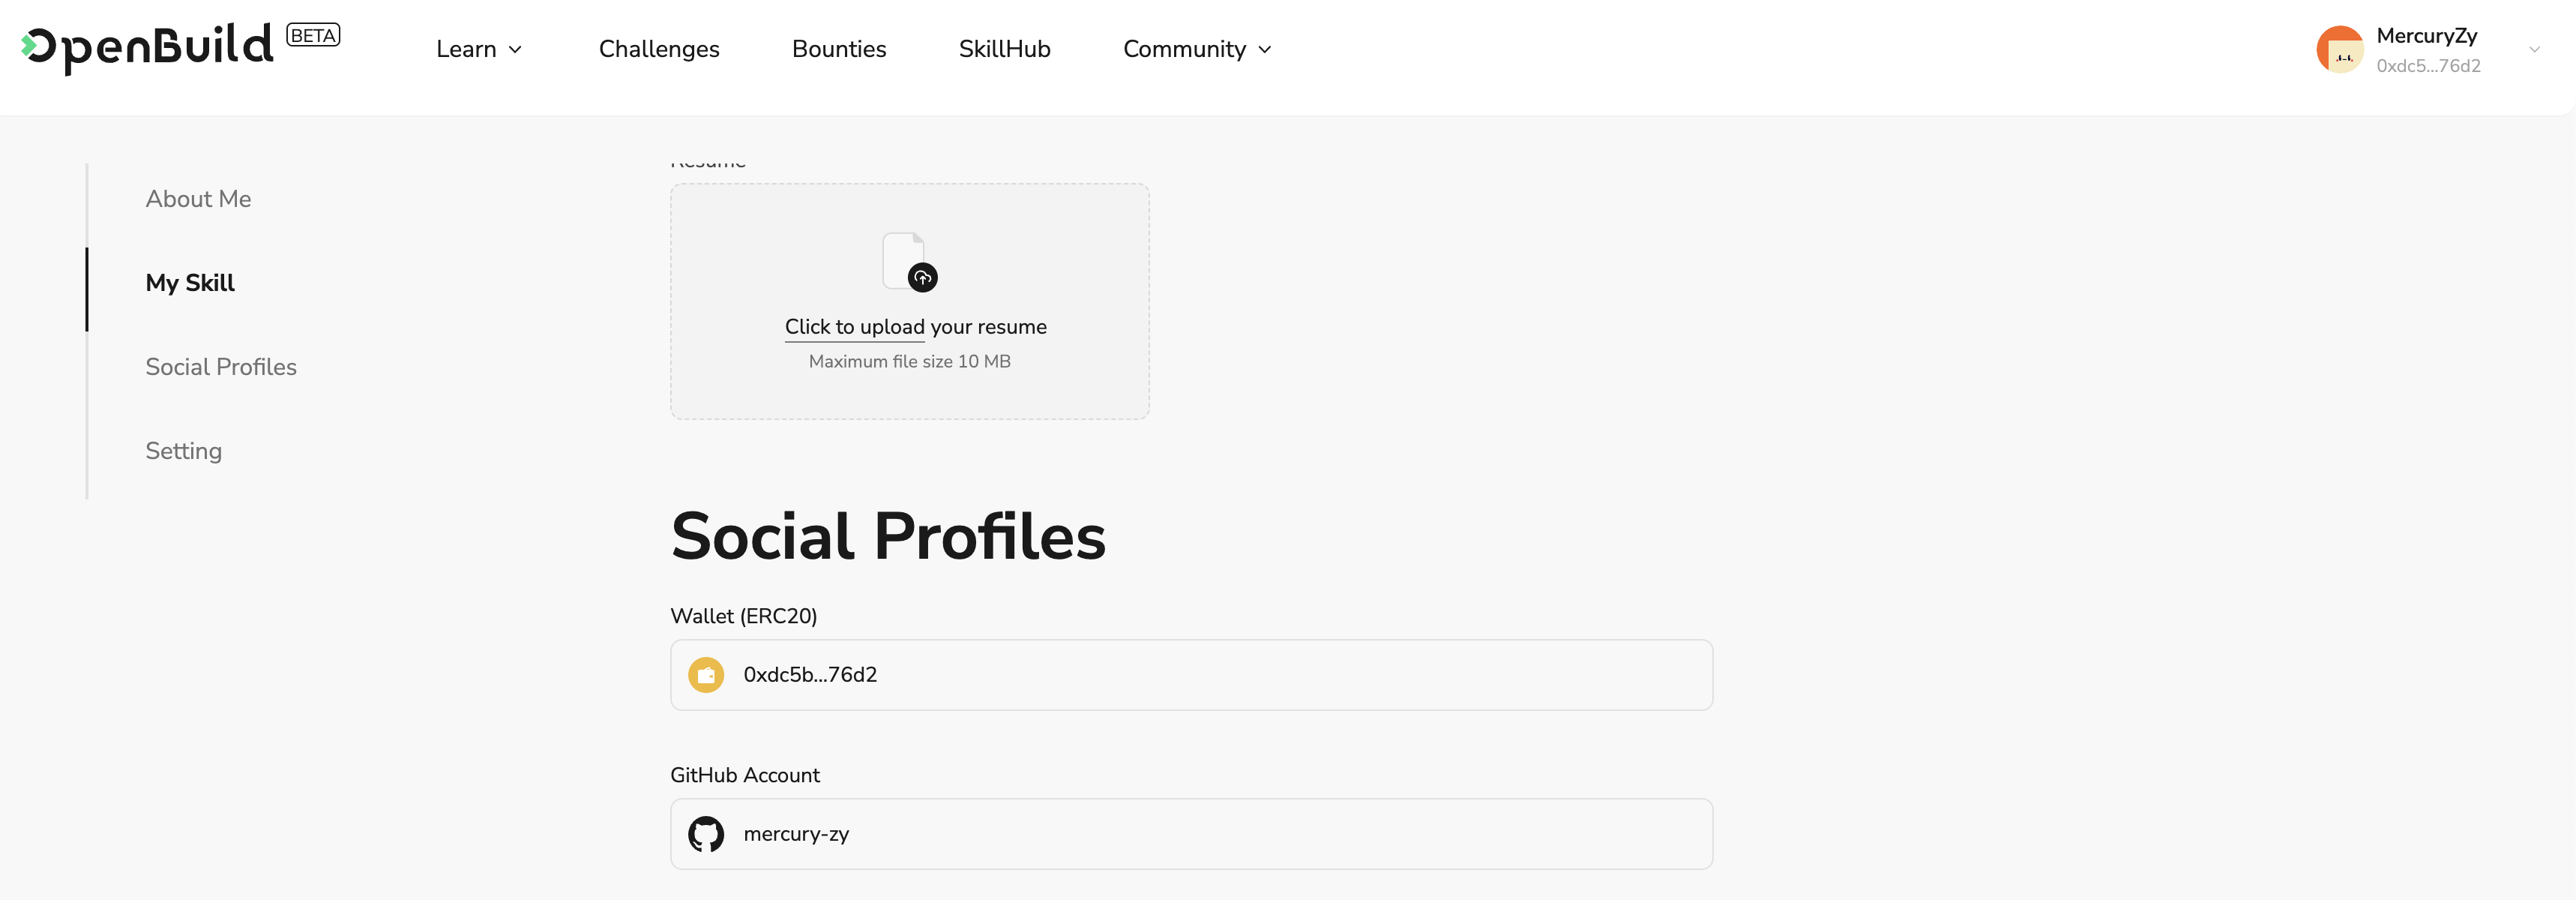 OpenBuild BETA
Learn
Challenges
Bounties
SkillHub
Community
MercuryZy
0xdc5...76d2
About Me
My Skill
Social Profiles
Setting
Resume
Click to upload your resume
Maximum file size 10 MB
Social Profiles
Wallet (ERC20)
0xdc5b...76d2
GitHub Account
mercury-zy